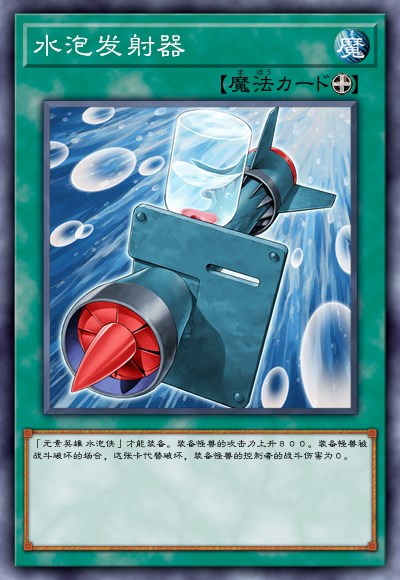 水泡发射器
魔
【魔法カード】
まほう
「元素英雄 水泡侠」才能装备。装备怪兽的攻击力上升８００。装备怪兽被
战斗破坏的场合，这张卡代替破坏，装备怪兽的控制者的战斗伤害为０。